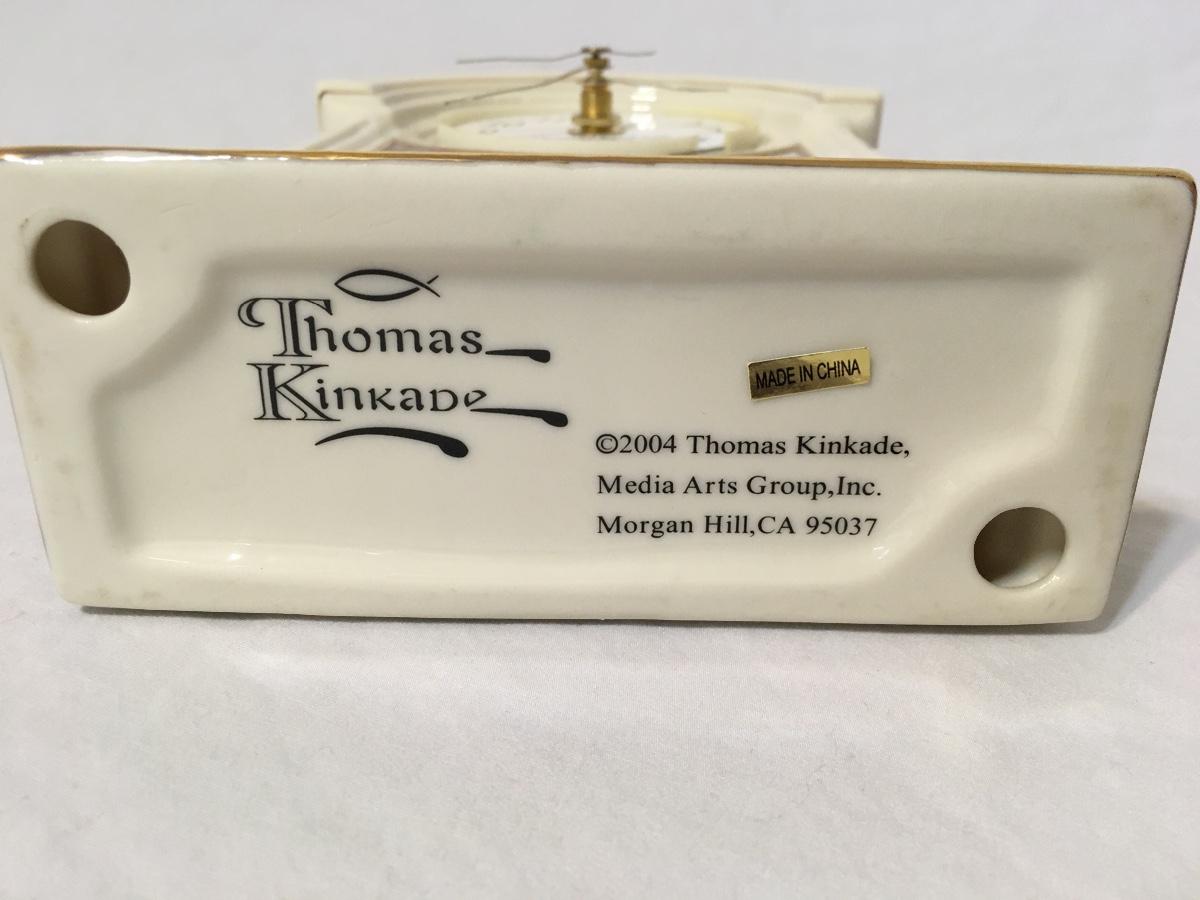 Thomas
Kinkade
MADE IN CHINA
©2004 Thomas Kinkade,
Media Arts Group,Inc.
Morgan Hill,CA 95037